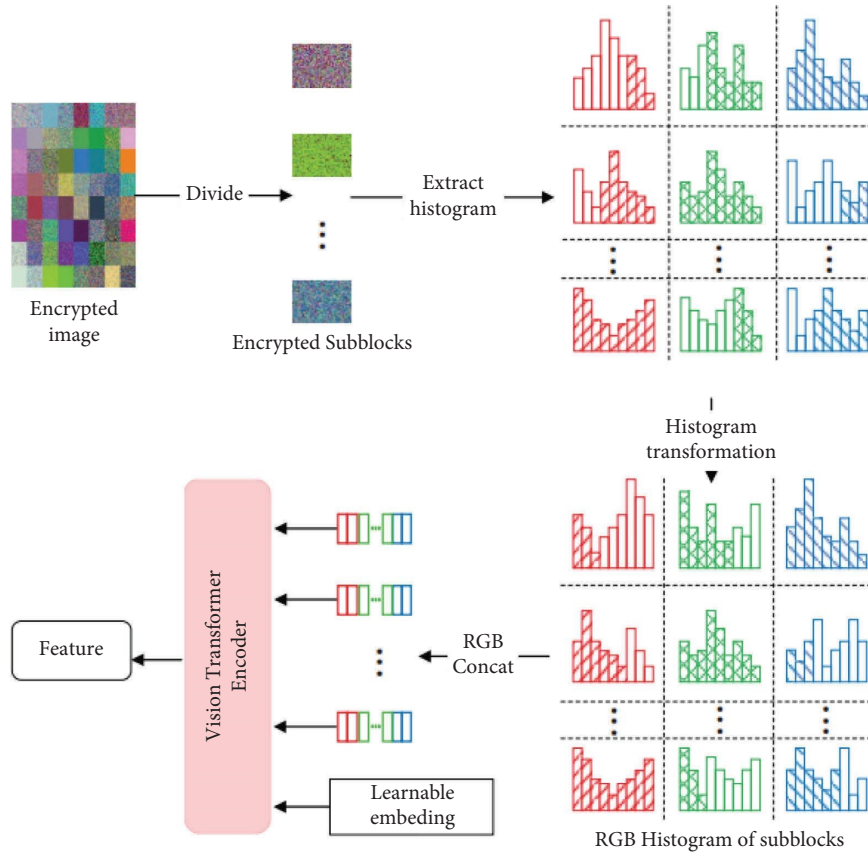 Encrypted
image
Divide
Encrypted Subblocks
Extract
histogram
Histogram
transformation
RGB Histogram of subblocks
RGB
Concat
Learnable
embeding
Vision Transformer
Encoder
Feature